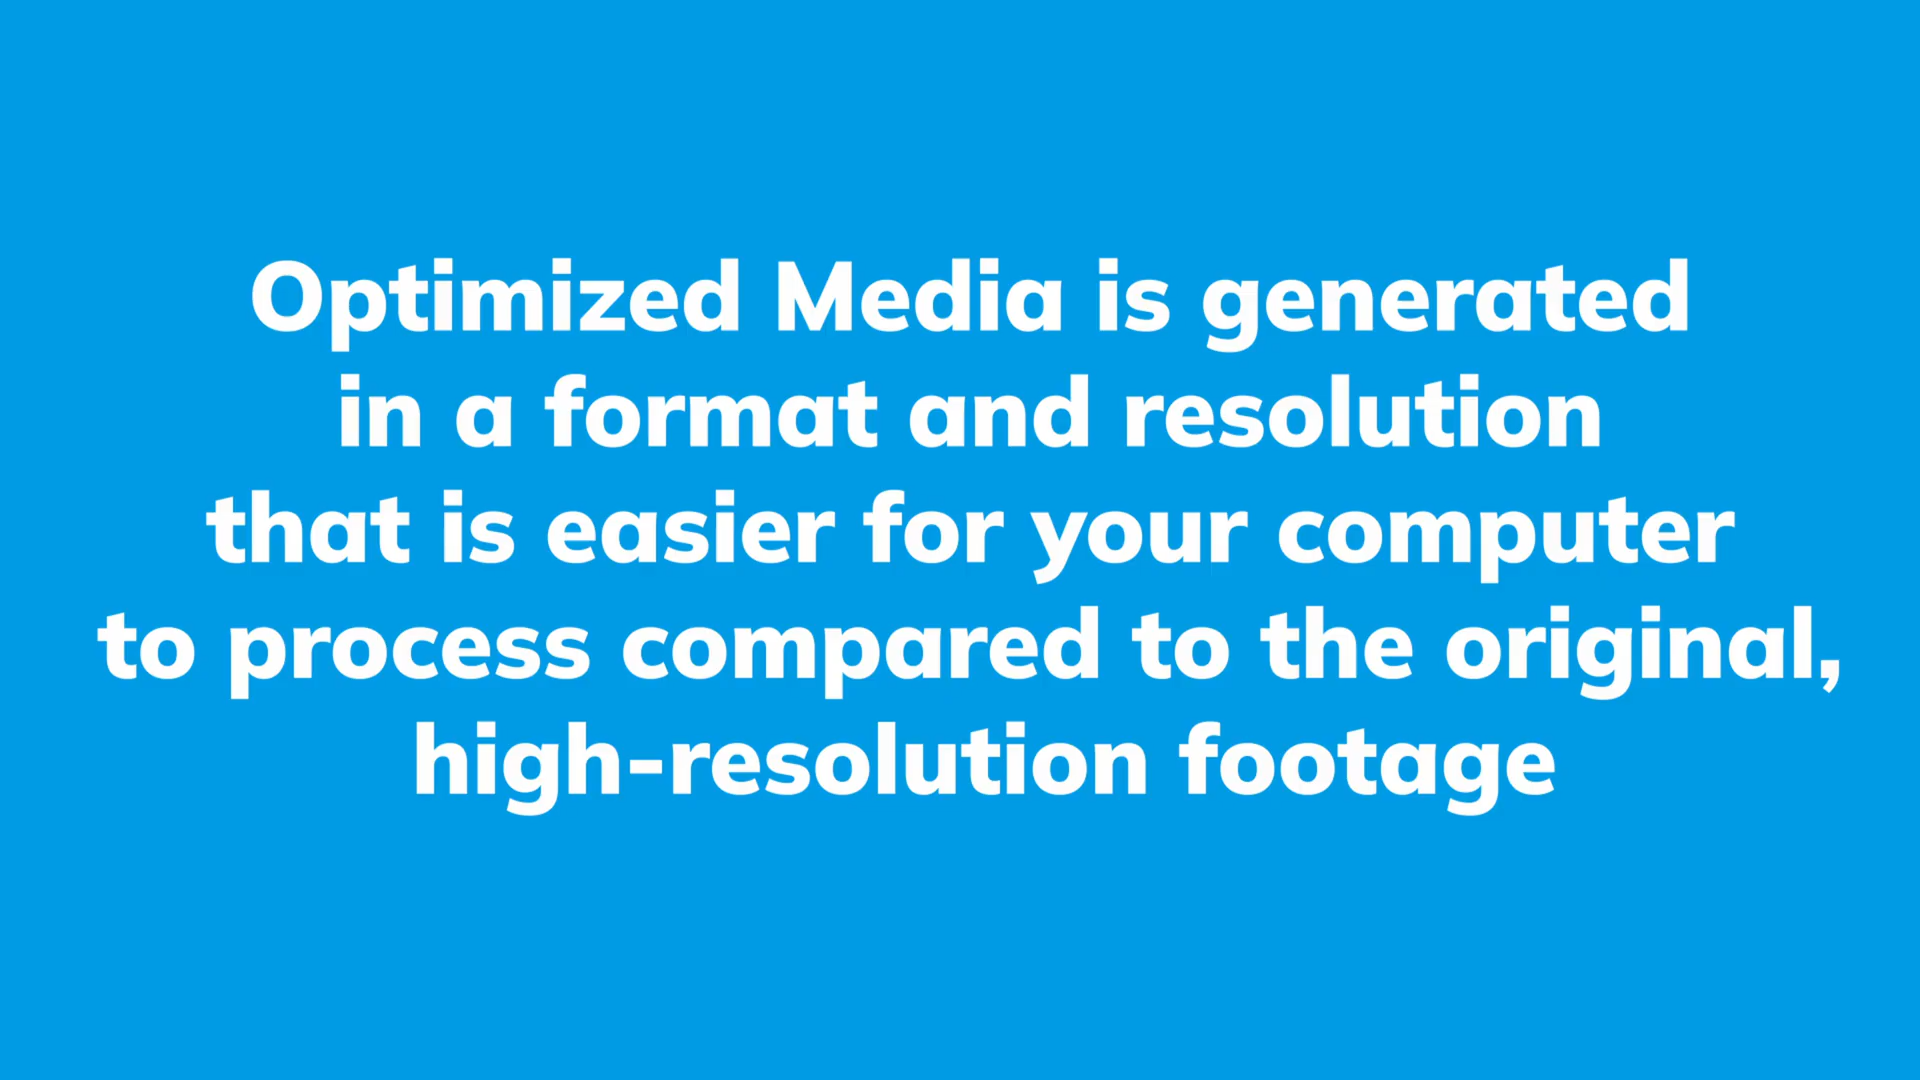 Optimized Media is generated
in a format and resolution
that is easier for your computer
to process compared to the original,
high-resolution footage